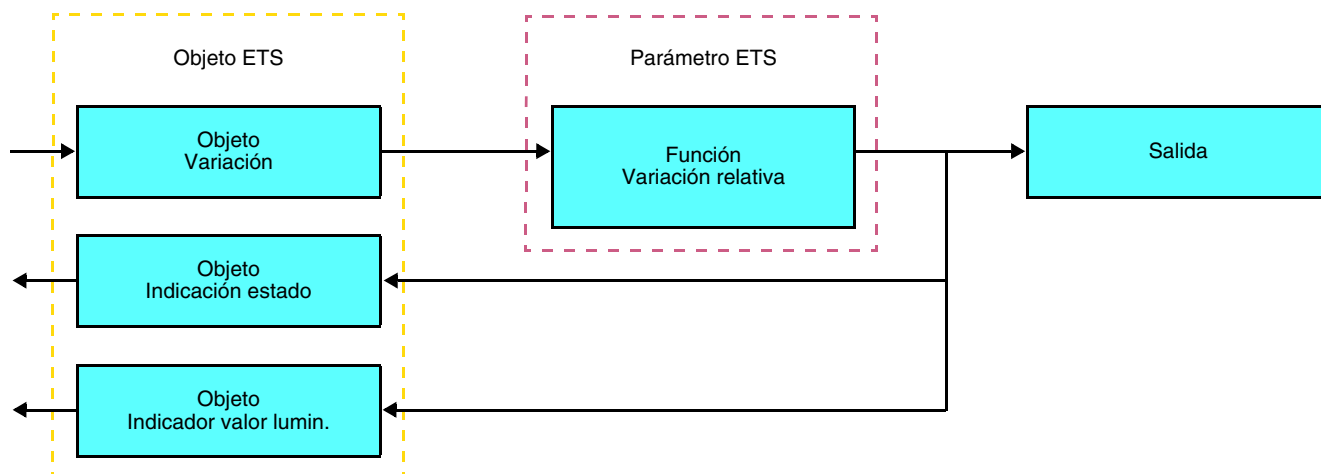 Objeto ETS
Parámetro ETS
Objeto
Variación
Función
Variación relativa
Salida
Objeto
Indicación estado
Objeto
Indicador valor lumin.